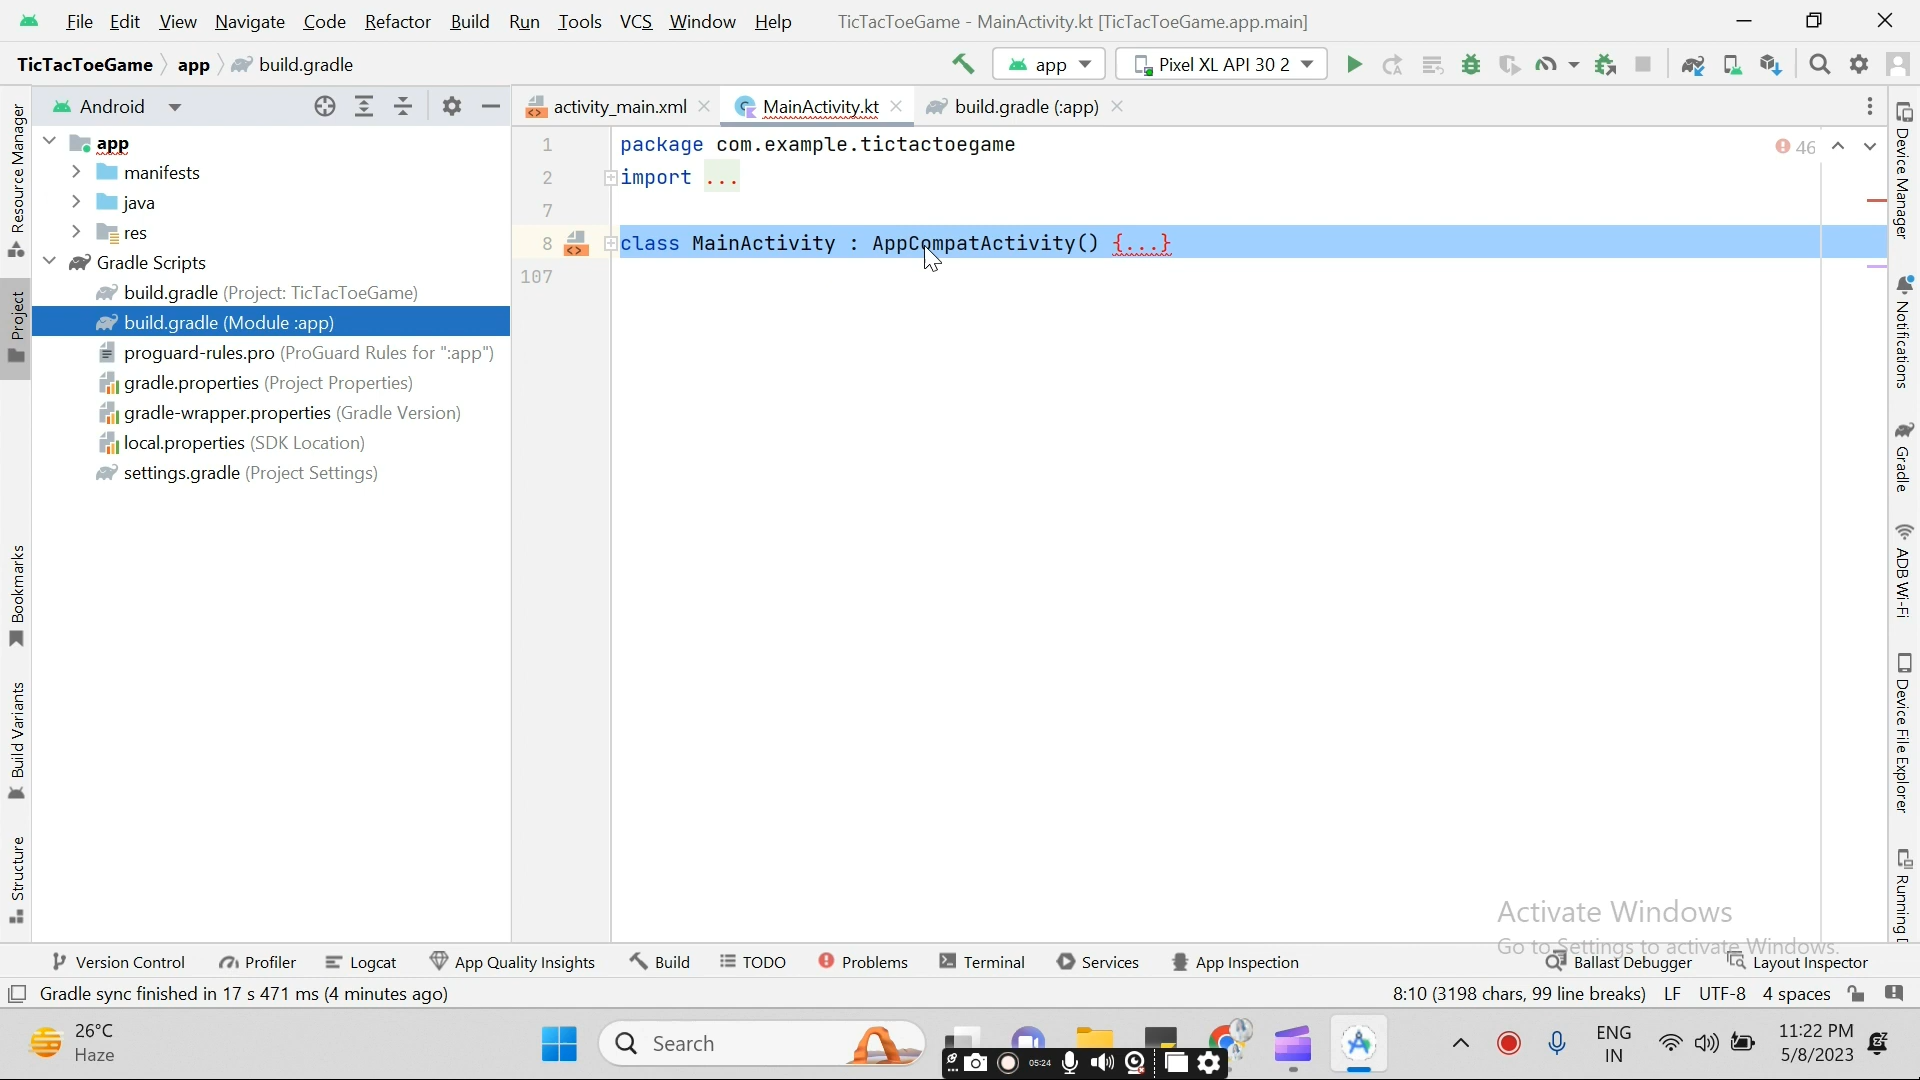 File Edit View Navigate Code Refactor Build Run Tools VCS Window Help TicTacToeGame - MainActivity.kt [TicTacToeGame.app.main]
TicTacToeGame app build.gradle app Pixel XL API 30 2
Android activity_main.xml MainActivity.kt build.gradle (:app)
app
manifests
java
res
Gradle Scripts
build.gradle (Project: TicTacToeGame)
build.gradle (Module :app)
proguard-rules.pro (ProGuard Rules for ":app")
gradle.properties (Project Properties)
gradle-wrapper.properties (Gradle Version)
local.properties (SDK Location)
settings.gradle (Project Settings)
1 package com.example.tictactoegame
46
2 import ...
7
8 class MainActivity : AppCompatActivity() {...}
107
Resource Manager
Project
Bookmarks
Build Variants
Structure
Device Manager
Notifications
Gradle
ADB Wi-Fi
Device File Explorer
Running
Activate Windows
Go to Settings to activate Windows.
Version Control Profiler Logcat App Quality Insights Build TODO Problems Terminal Services App Inspection Ballast Debugger Layout Inspector
Gradle sync finished in 17 s 471 ms (4 minutes ago) 8:10 (3198 chars, 99 line breaks) LF UTF-8 4 spaces
26°C
Haze
Search
05:24
ENG
IN
11:22 PM
5/8/2023